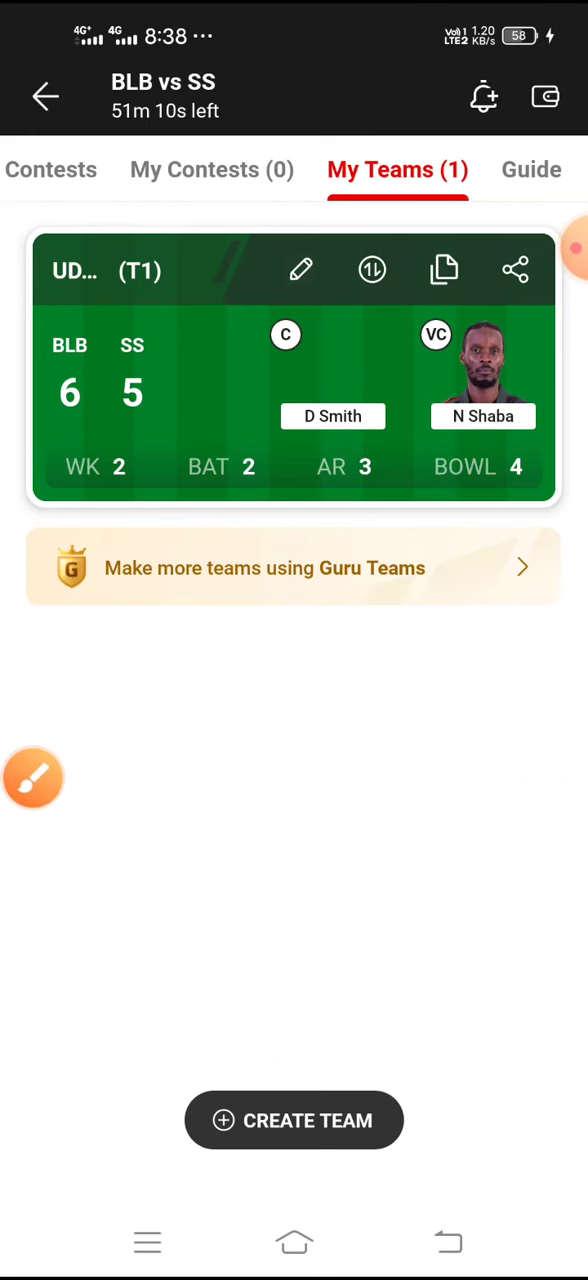 4G+ 4G 8:38 ••• Vo)) 1 LTE2 1.20 KB/s 58
BLB vs SS
51m 10s left
Contests My Contests (0) My Teams (1) Guide
UD... (T1)
BLB SS C VC
6 5
D Smith N Shaba
WK 2 BAT 2 AR 3 BOWL 4
G Make more teams using Guru Teams
CREATE TEAM